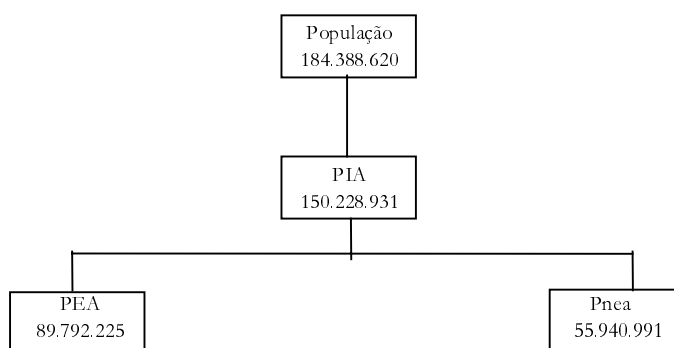 População
184.388.620
PIA
150.228.931
PEA
89.792.225
Pnea
55.940.991